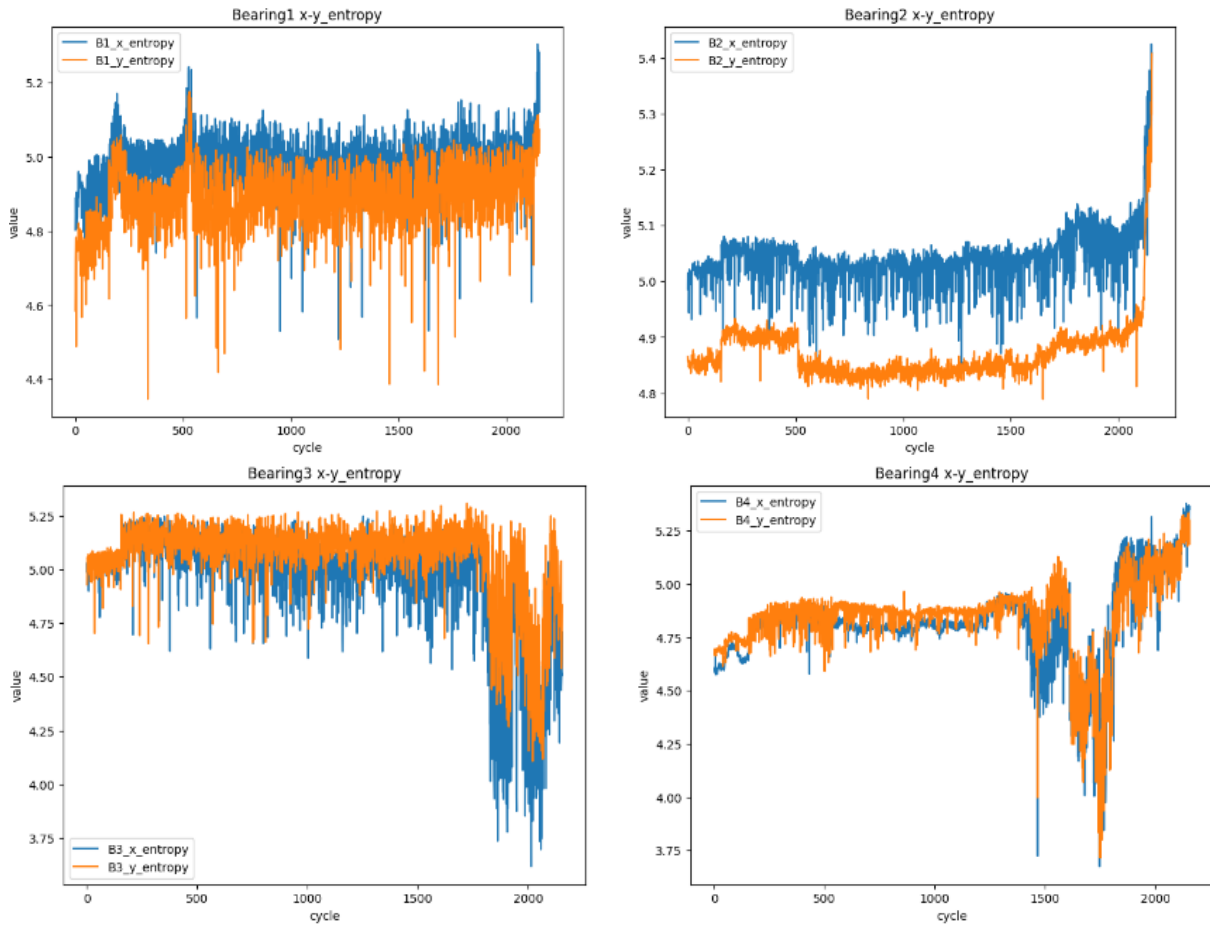 Bearing1 x-y_entropy
B1_x_entropy
B1_y_entropy
5.2
5.0
4.8
4.6
4.4
value
0
500
1000
1500
2000
cycle
Bearing2 x-y_entropy
B2_x_entropy
B2_y_entropy
5.4
5.3
5.2
5.1
5.0
4.9
4.8
value
0
500
1000
1500
2000
cycle
Bearing3 x-y_entropy
5.25
5.00
4.75
4.50
4.25
4.00
3.75
value
B3_x_entropy
B3_y_entropy
0
500
1000
1500
2000
cycle
Bearing4 x-y_entropy
B4_x_entropy
B4_y_entropy
5.25
5.00
4.75
4.50
4.25
4.00
3.75
value
0
500
1000
1500
2000
cycle